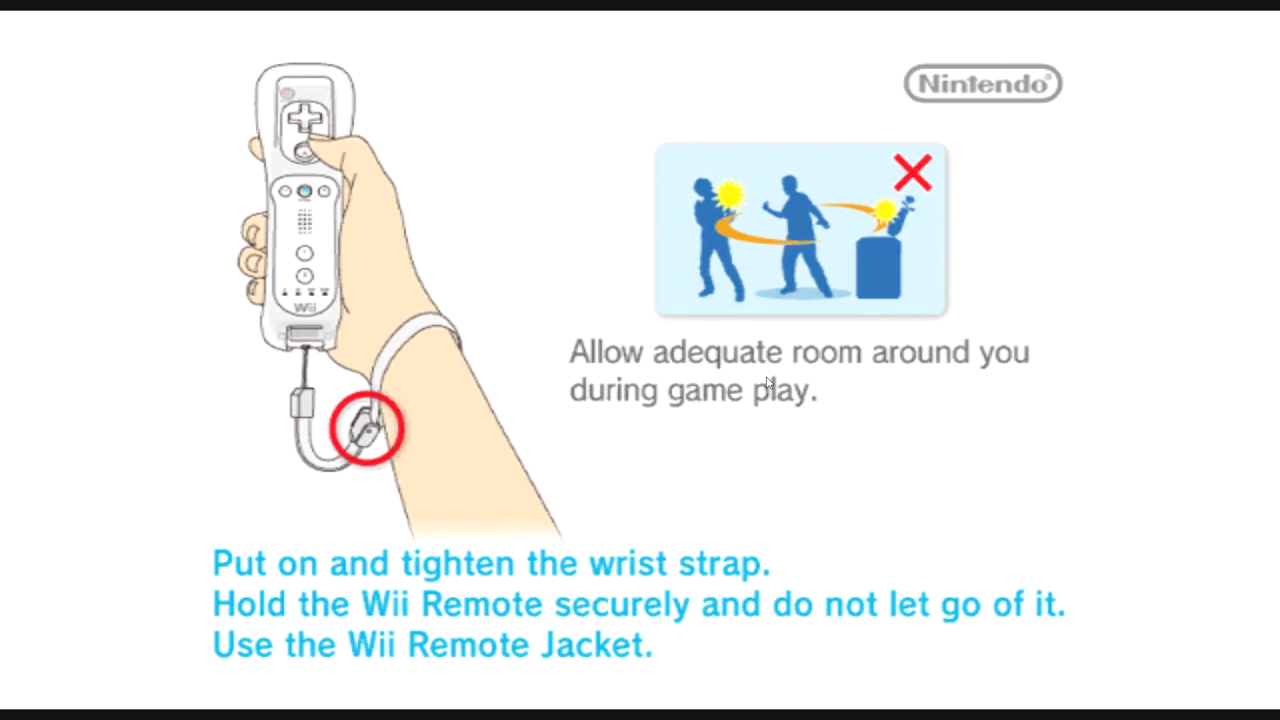 Nintendo®
Wii
Allow adequate room around you
during game play.
Put on and tighten the wrist strap.
Hold the Wii Remote securely and do not let go of it.
Use the Wii Remote Jacket.